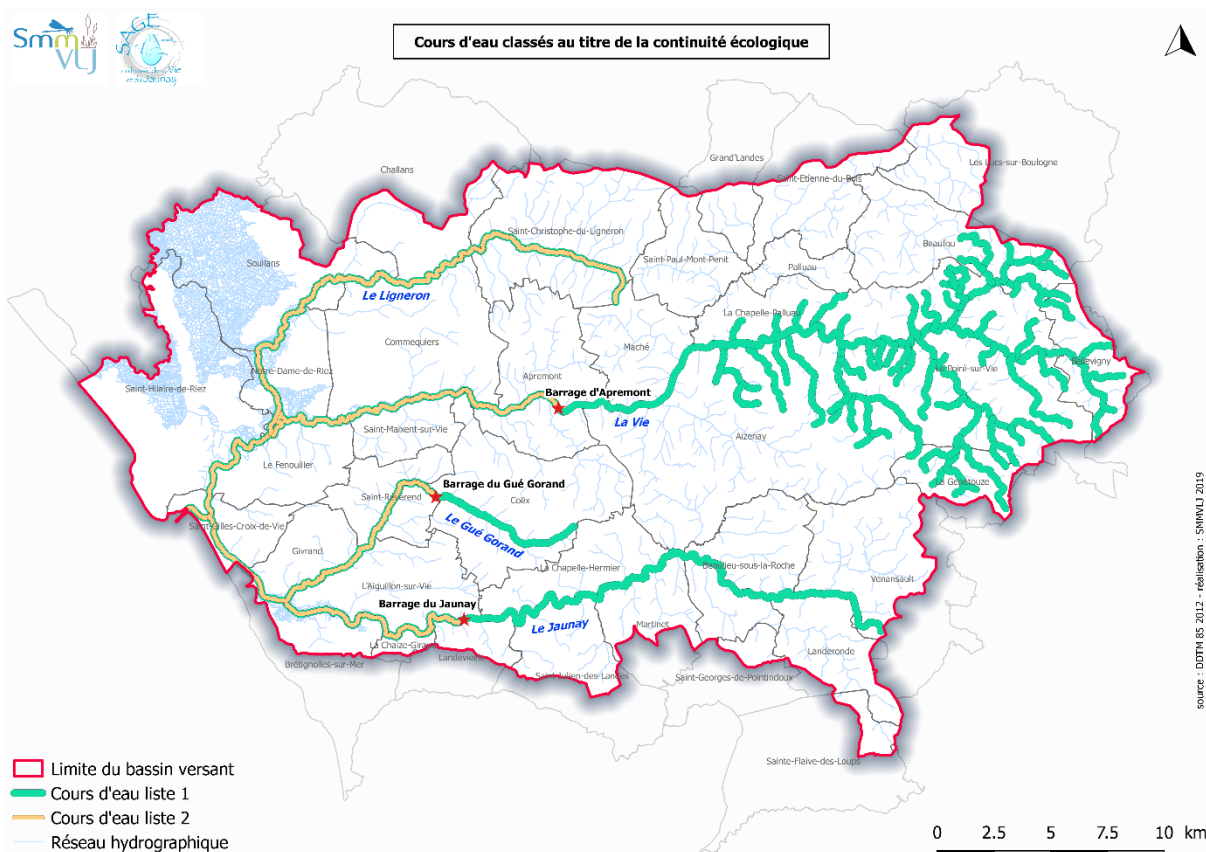 Smm
VLJ
SAGE
Cours d'eau classés au titre de la continuité écologique
Challans
Grand'Landes
Les Lucs-sur-Boulogne
Saint-Etienne-du-Bois
Saint-Christophe-du-Ligneron
Soullans
Beaufou
Saint-Paul-Mont-Penit
Palluau
Le Ligneron
La Chapelle-Palluau
Commequiers
Maché
Notre-Dame-de-Riez
Bellevigny
Le Poiré-sur-Vie
Apremont
Saint-Hilaire-de-Riez
Barrage d'Apremont
La Vie
Saint-Maixent-sur-Vie
Aizenay
Le Fenouiller
Barrage du Gué Gorand
La Génétouze
Saint-Révérend
Coëx
Le Gué Gorand
Saint-Gilles-Croix-de-Vie
Givrand
La Chapelle-Hermier
Beaulieu-sous-la-Roche
Venansault
L'Aiguillon-sur-Vie
Barrage du Jaunay
Le Jaunay
Martinet
La Chaize-Giraud
Landeronde
Landevieille
Brétignolles-sur-Mer
Saint-Julien-des-Landes
Saint-Georges-de-Pointindoux
Sainte-Flaive-des-Loups
source : DDTM 85 2012 - réalisation : SMMVLJ 2019
Limite du bassin versant
Cours d'eau liste 1
Cours d'eau liste 2
Réseau hydrographique
0 2.5 5 7.5 10 km